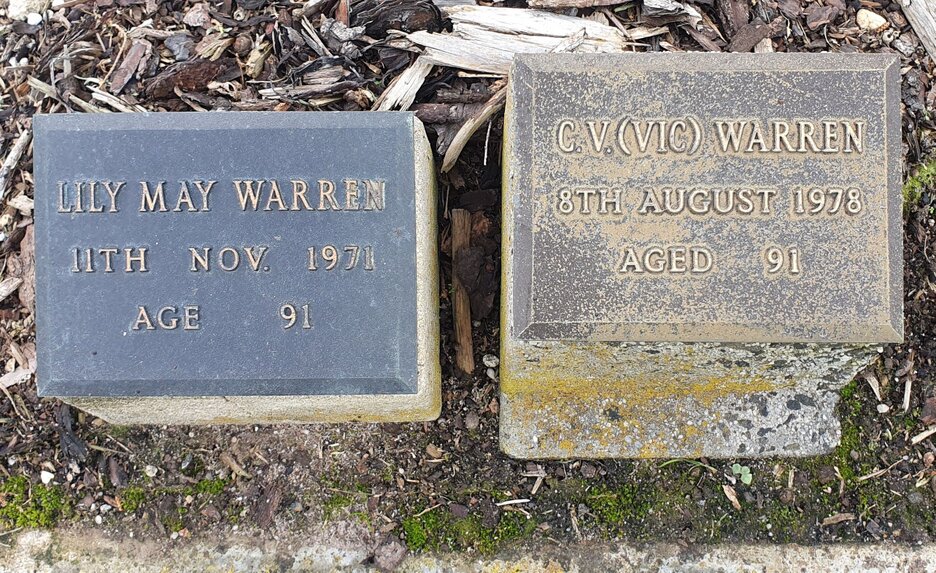 LILY MAY WARREN
11TH NOV. 1971
AGE 91
C.V. (VIC) WARREN
8TH AUGUST 1978
AGED 91